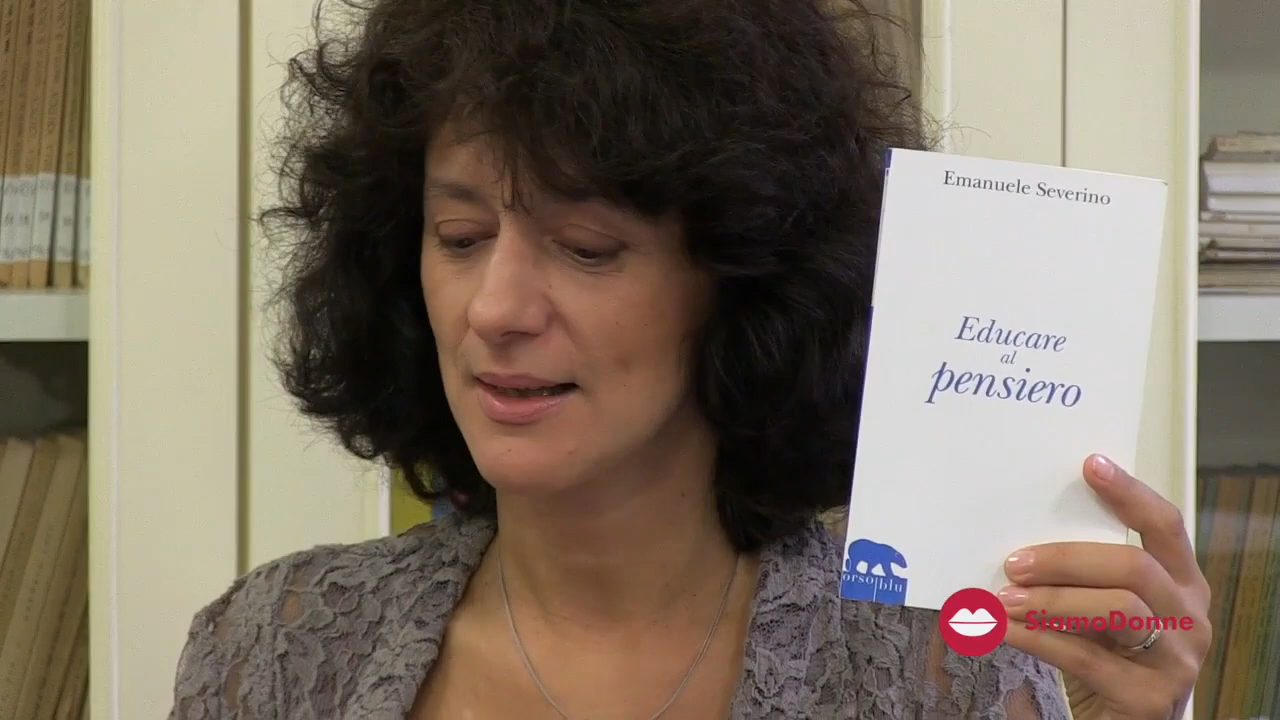 Emanuele Severino
Educare
al
pensiero
orso blu
SiamoDonne